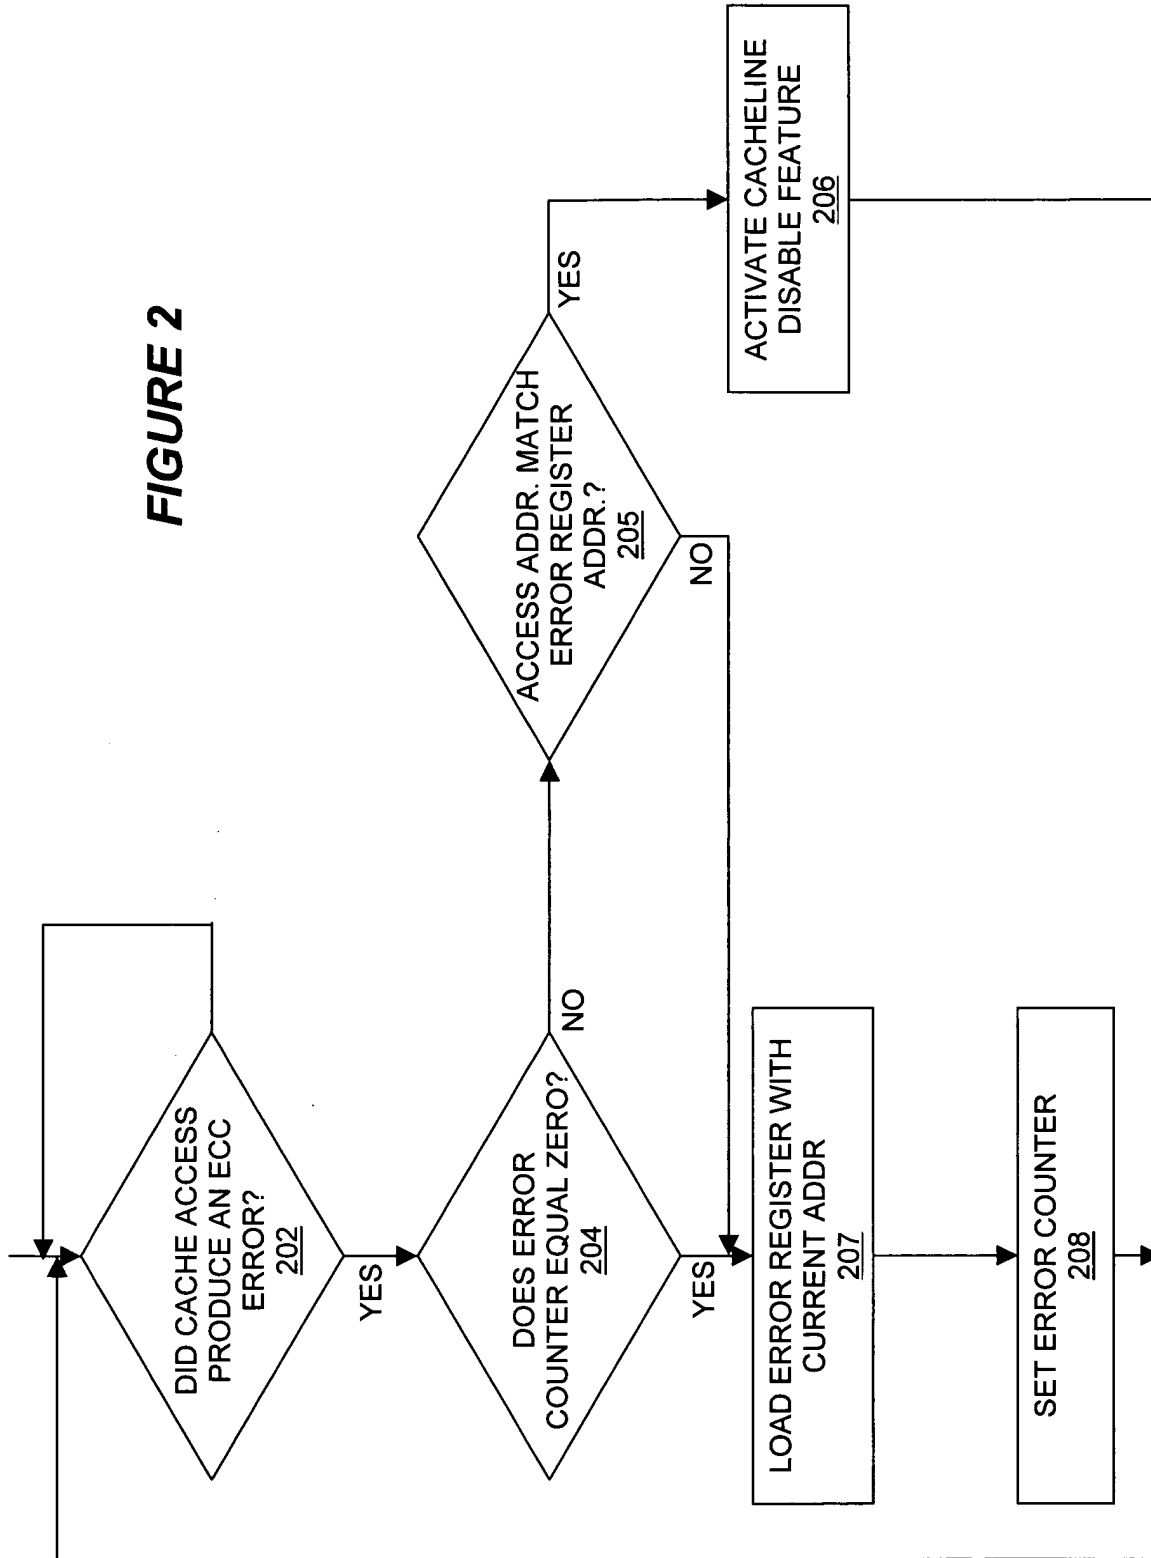 FIGURE 2
DID CACHE ACCESS
PRODUCE AN ECC
ERROR?
202
YES
DOES ERROR
COUNTER EQUAL ZERO?
204
NO
YES
ACCESS ADDR. MATCH
ERROR REGISTER
ADDR.?
205
YES
NO
ACTIVATE CACHELINE
DISABLE FEATURE
206
LOAD ERROR REGISTER WITH
CURRENT ADDR
207
SET ERROR COUNTER
208